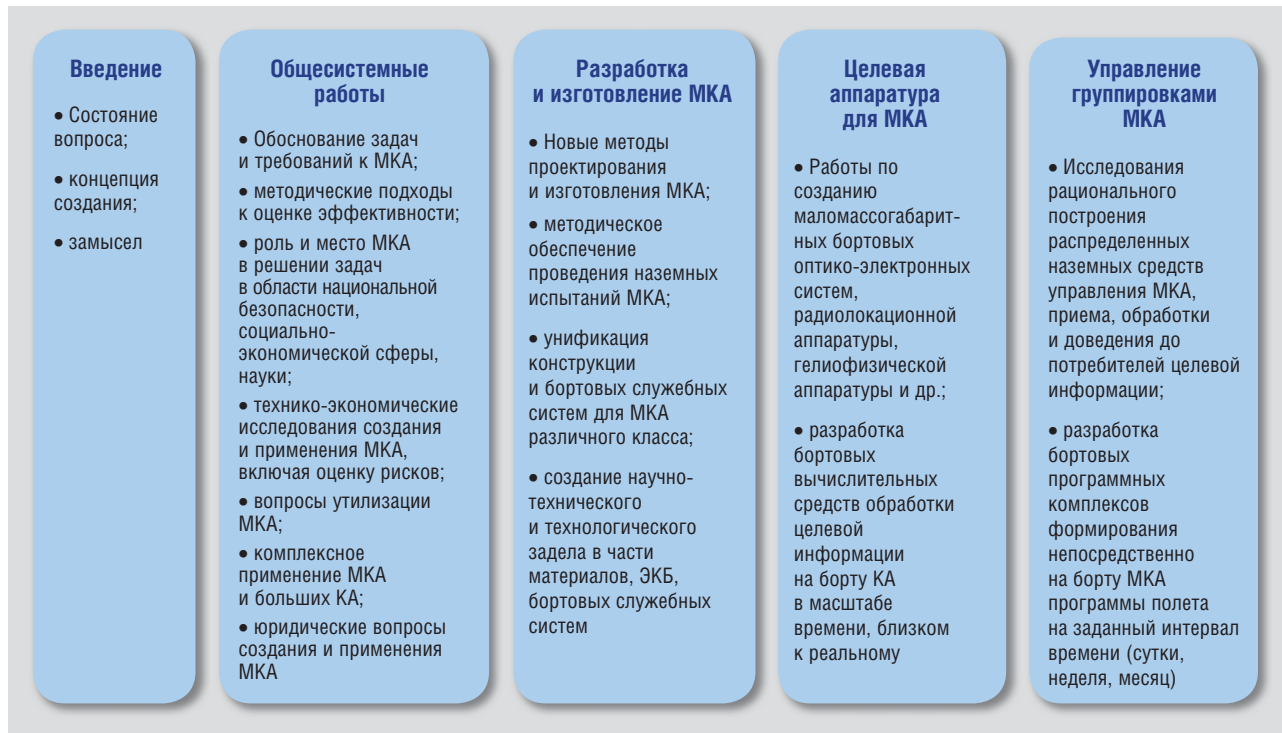 Введение
• Состояние
вопроса;
• концепция
создания;
• замысел
Общесистемные
работы
• Обоснование задач
и требований к МКА;
• методические подходы
к оценке эффективности;
• роль и место МКА
в решении задач
в области национальной
безопасности,
социально-
экономической сферы,
науки;
• технико-экономические
исследования создания
и применения МКА,
включая оценку рисков;
• вопросы утилизации
МКА;
• комплексное
применение МКА
и больших КА;
• юридические вопросы
создания и применения
МКА
Разработка
и изготовление МКА
• Новые методы
проектирования
и изготовления МКА;
• методическое
обеспечение
проведения наземных
испытаний МКА;
• унификация
конструкции
и бортовых служебных
систем для МКА
различного класса;
• создание научно-
технического
и технологического
задела в части
материалов, ЭКБ,
бортовых служебных
систем
Целевая
аппаратура
для МКА
• Работы по
созданию
маломассогабарит-
ных бортовых
оптико-электронных
систем,
радиолокационной
аппаратуры,
гелиофизической
аппаратуры и др.;
• разработка
бортовых
вычислительных
средств обработки
целевой
информации
на борту КА
в масштабе
времени, близком
к реальному
Управление
группировками
МКА
• Исследования
рационального
построения
распределенных
наземных средств
управления МКА,
приема, обработки
и доведения до
потребителей целевой
информации;
• разработка
бортовых
программных
комплексов
формирования
непосредственно
на борту МКА
программы полета
на заданный интервал
времени (сутки,
неделя, месяц)